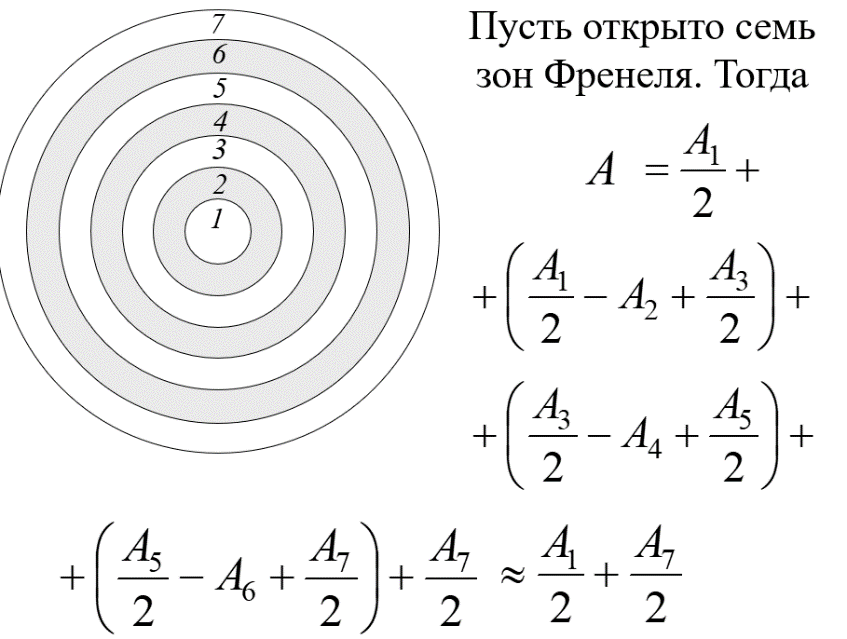 7
6
5
4
3
2
1
Пусть открыто семь
зон Френеля. Тогда
A = A₁/2 +
+ (A₁/2 − A₂ + A₃/2) +
+ (A₃/2 − A₄ + A₅/2) +
+ (A₅/2 − A₆ + A₇/2) + A₇/2 ≈ A₁/2 + A₇/2